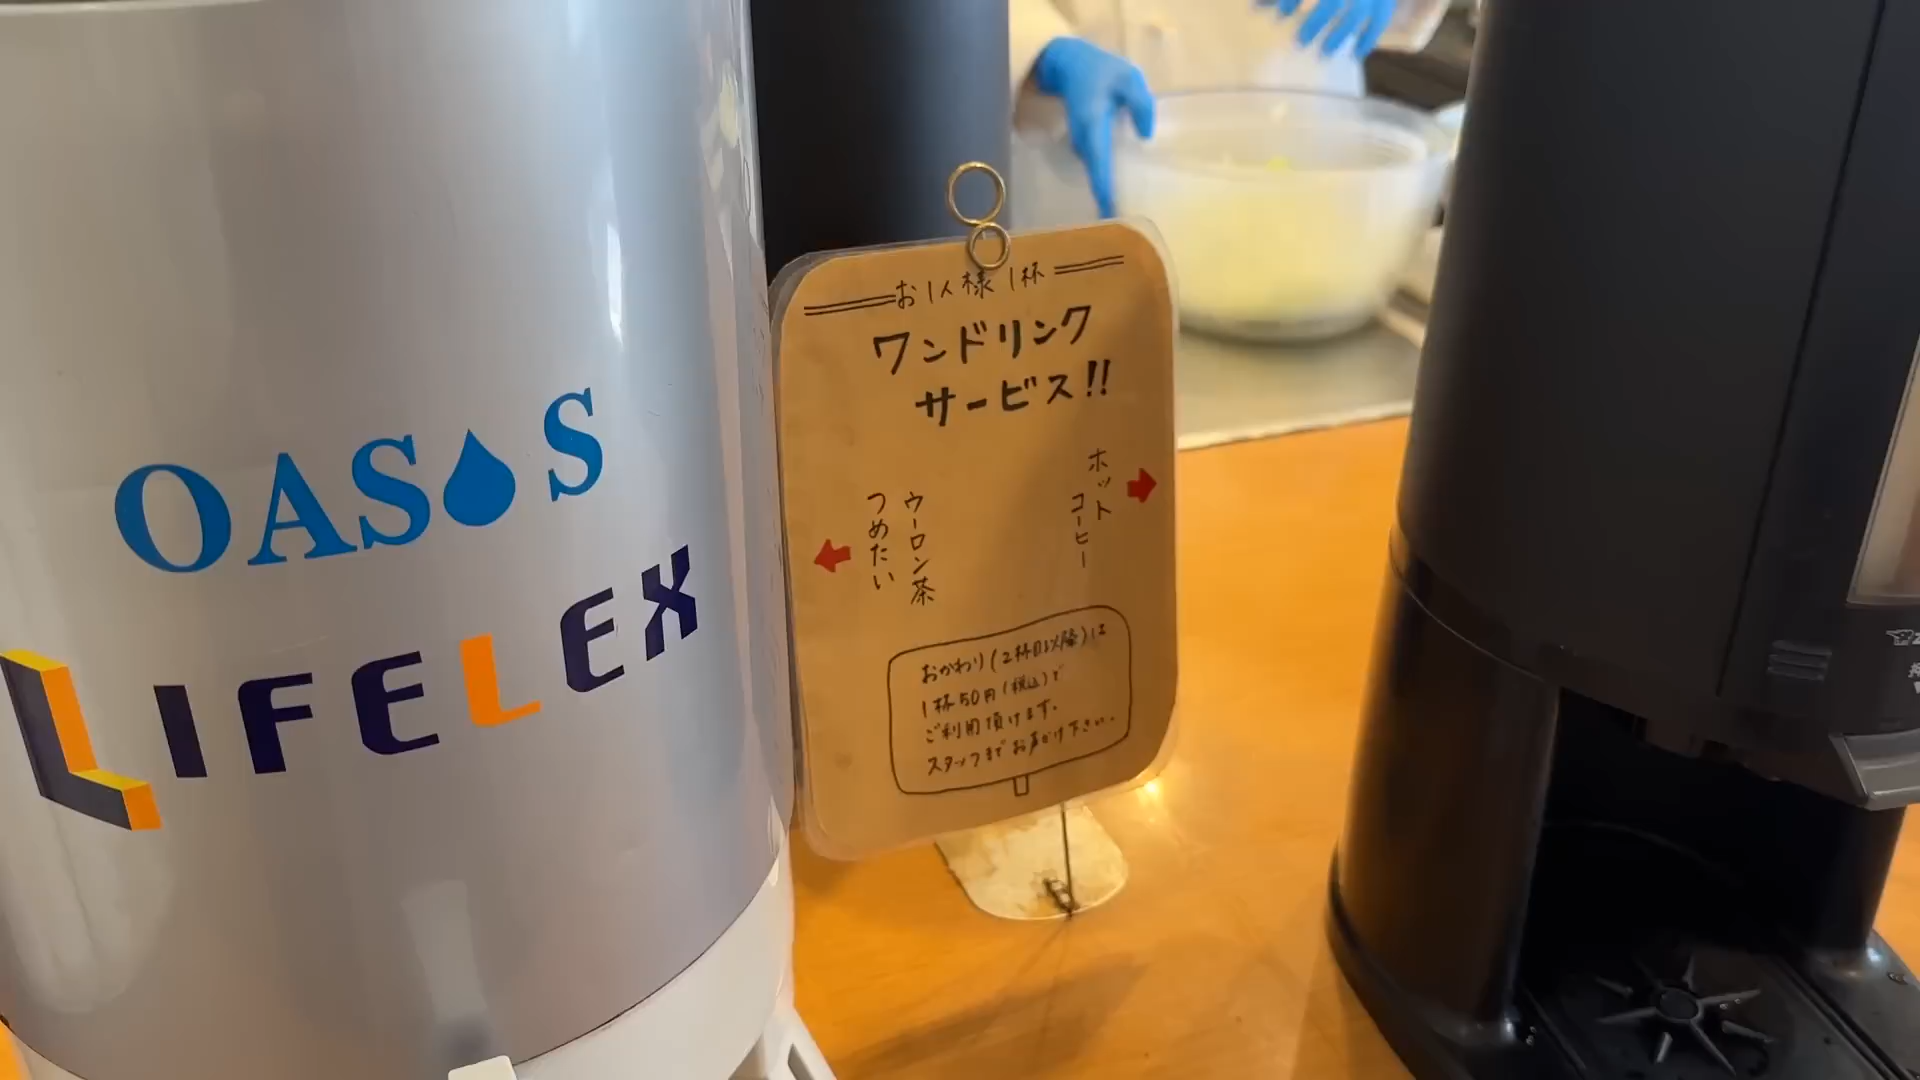 OASIS
LIFELEX
お1人様1杯
ワンドリンク
サービス!!
ホット
コーヒー
ウーロン茶
つめたい
おかわり(2杯目以降)は
1杯50円(税込)で
ご利用頂けます。
スタッフまでお声がけ下さい。